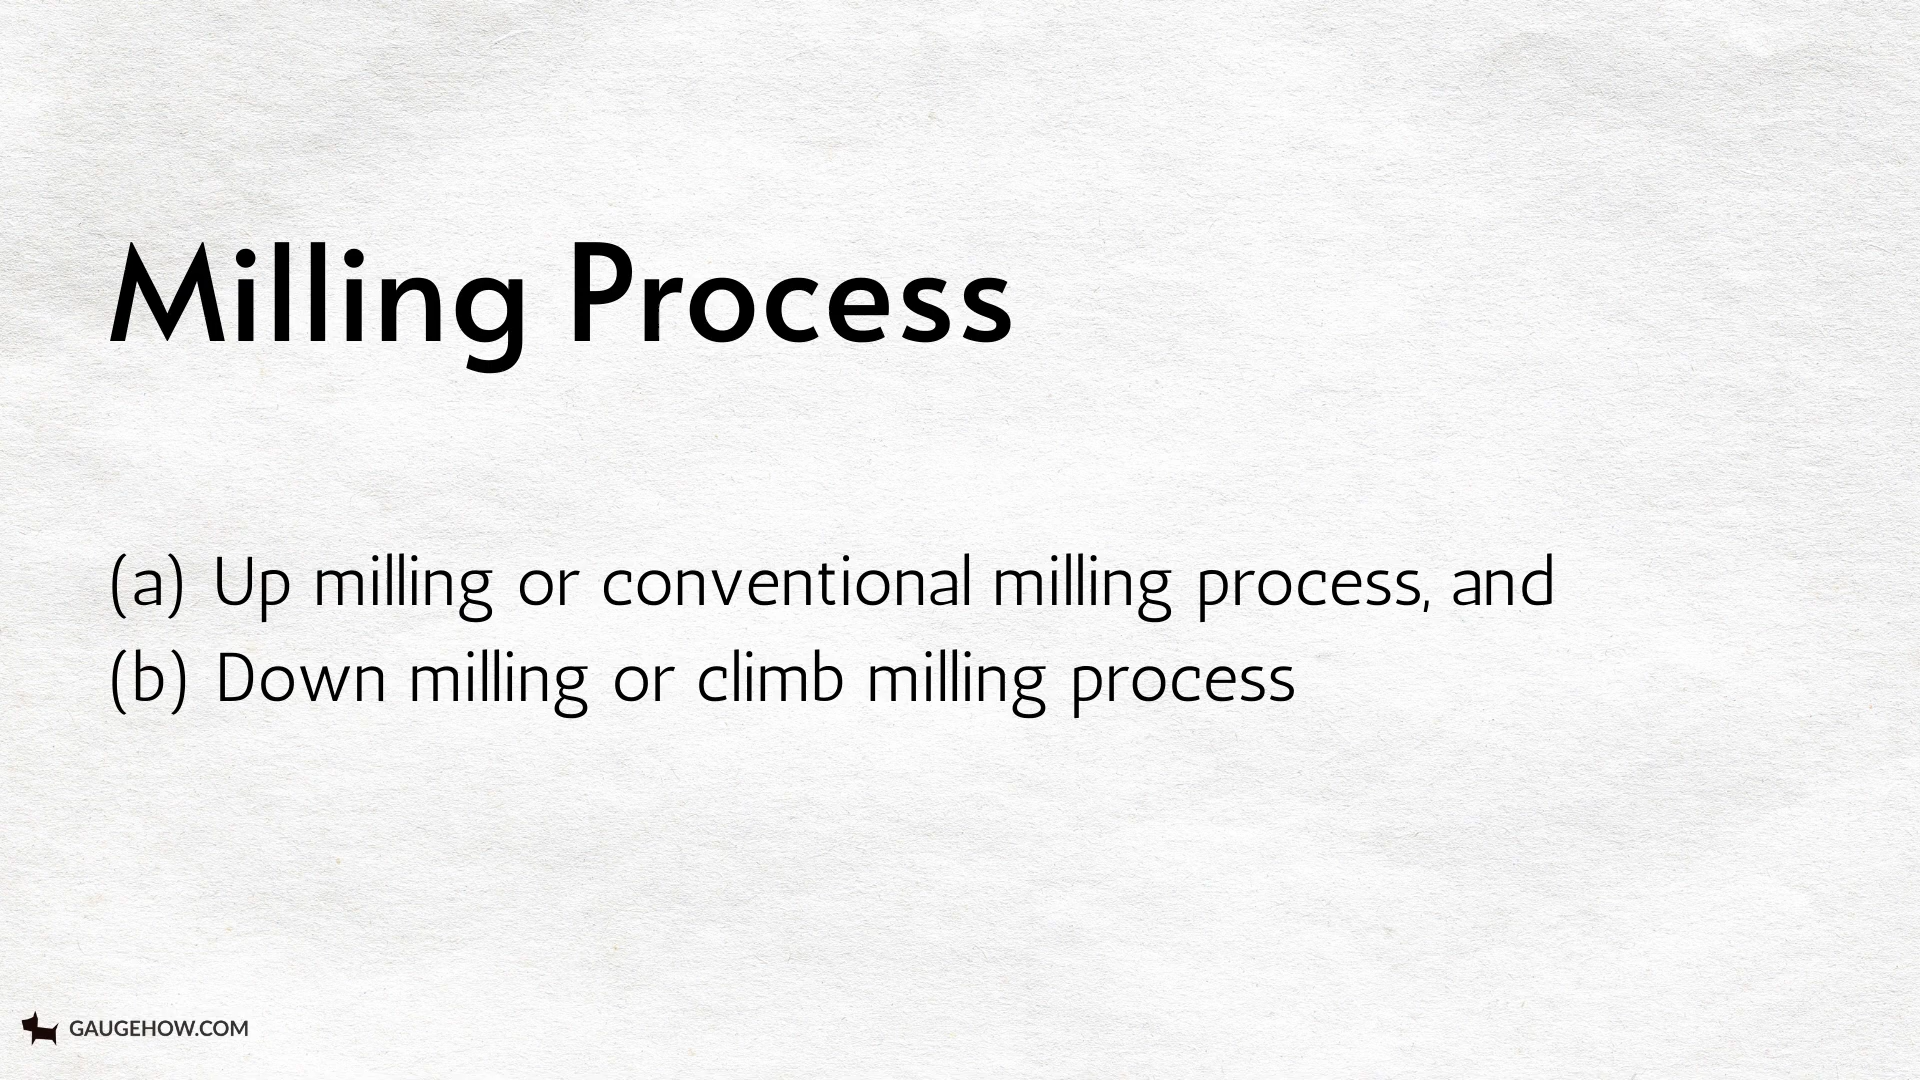 Milling Process
(a) Up milling or conventional milling process, and
(b) Down milling or climb milling process
GAUGEHOW.COM